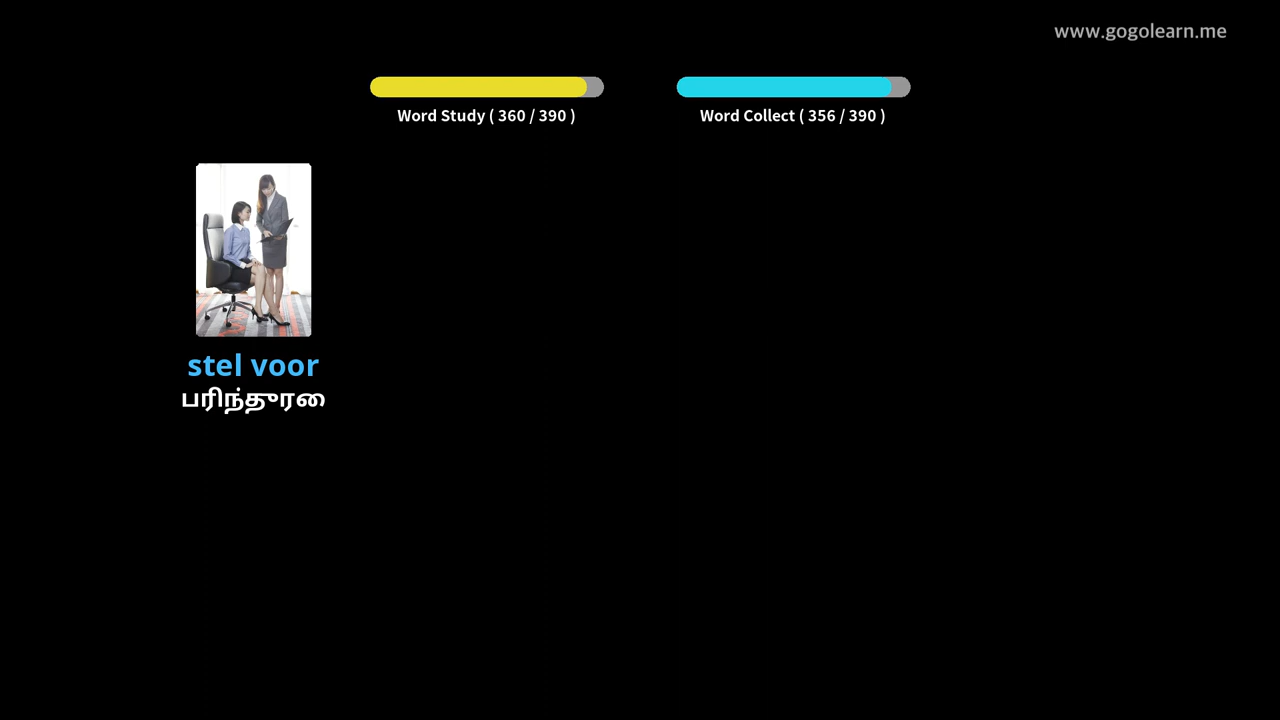 www.gogolearn.me
Word Study ( 360 / 390 )
Word Collect ( 356 / 390 )
stel voor
பரிந்துரை